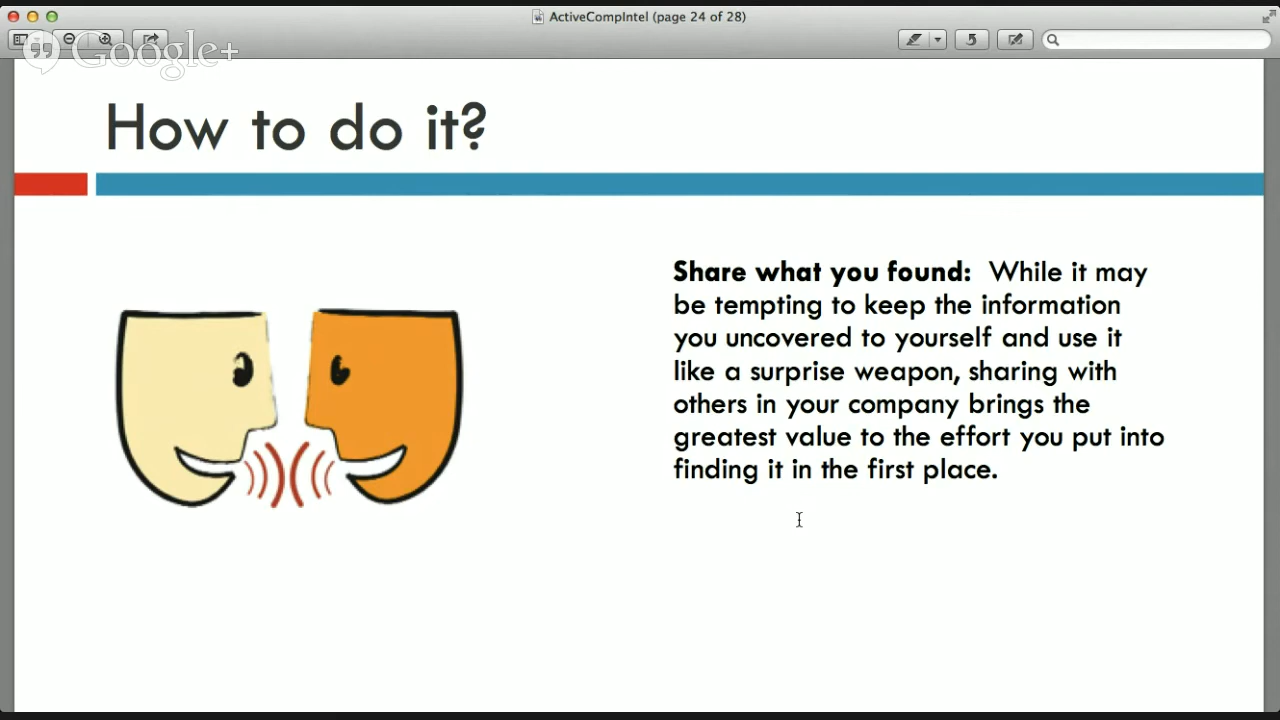 ActiveCompIntel (page 24 of 28)
Google+
How to do it?
Share what you found: While it may
be tempting to keep the information
you uncovered to yourself and use it
like a surprise weapon, sharing with
others in your company brings the
greatest value to the effort you put into
finding it in the first place.